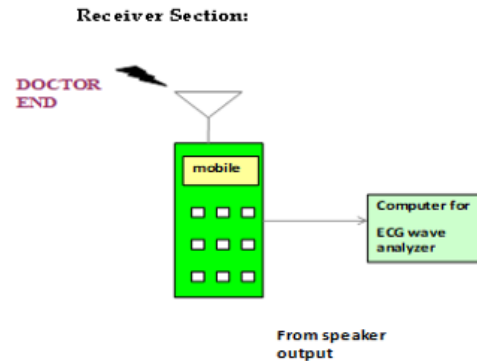 Receiver Section:
DOCTOR
END
mobile
Computer for
ECG wave
analyzer
From speaker
output